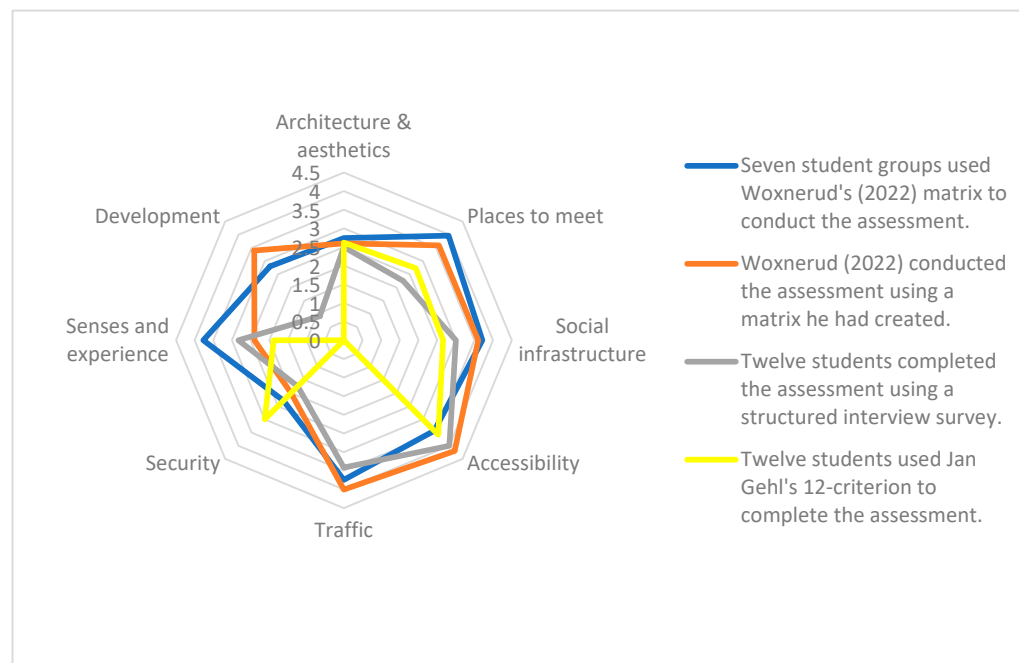 Architecture &
aesthetics
4.5
4
3.5
3
2.5
2
1.5
1
0.5
0
Places to meet
Social
infrastructure
Accessibility
Traffic
Security
Senses and
experience
Development
Seven student groups used
Woxnerud's (2022) matrix to
conduct the assessment.
Woxnerud (2022) conducted
the assessment using a
matrix he had created.
Twelve students completed
the assessment using a
structured interview survey.
Twelve students used Jan
Gehl's 12-criterion to
complete the assessment.